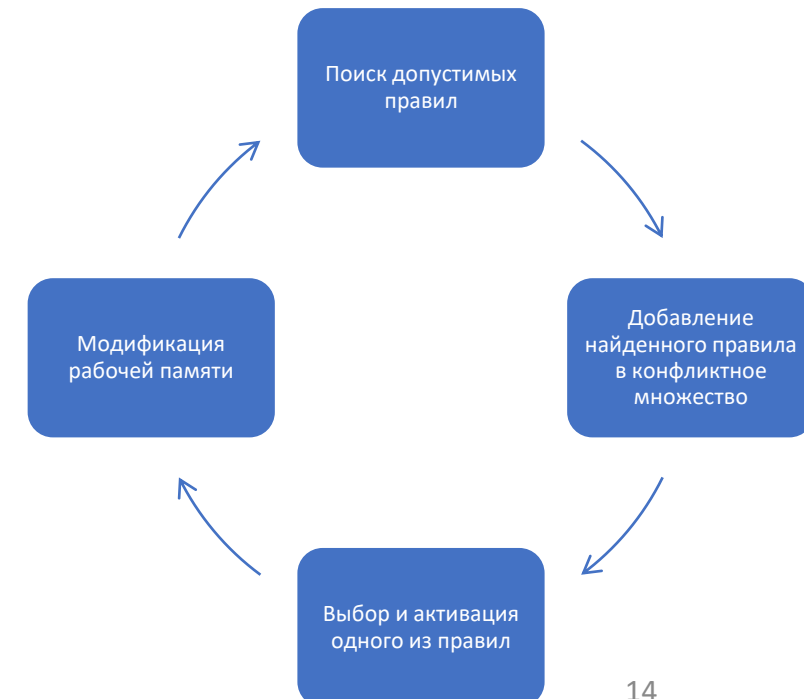 Поиск допустимых
правил
Добавление
найденного правила
в конфликтное
множество
Выбор и активация
одного из правил
Модификация
рабочей памяти
14